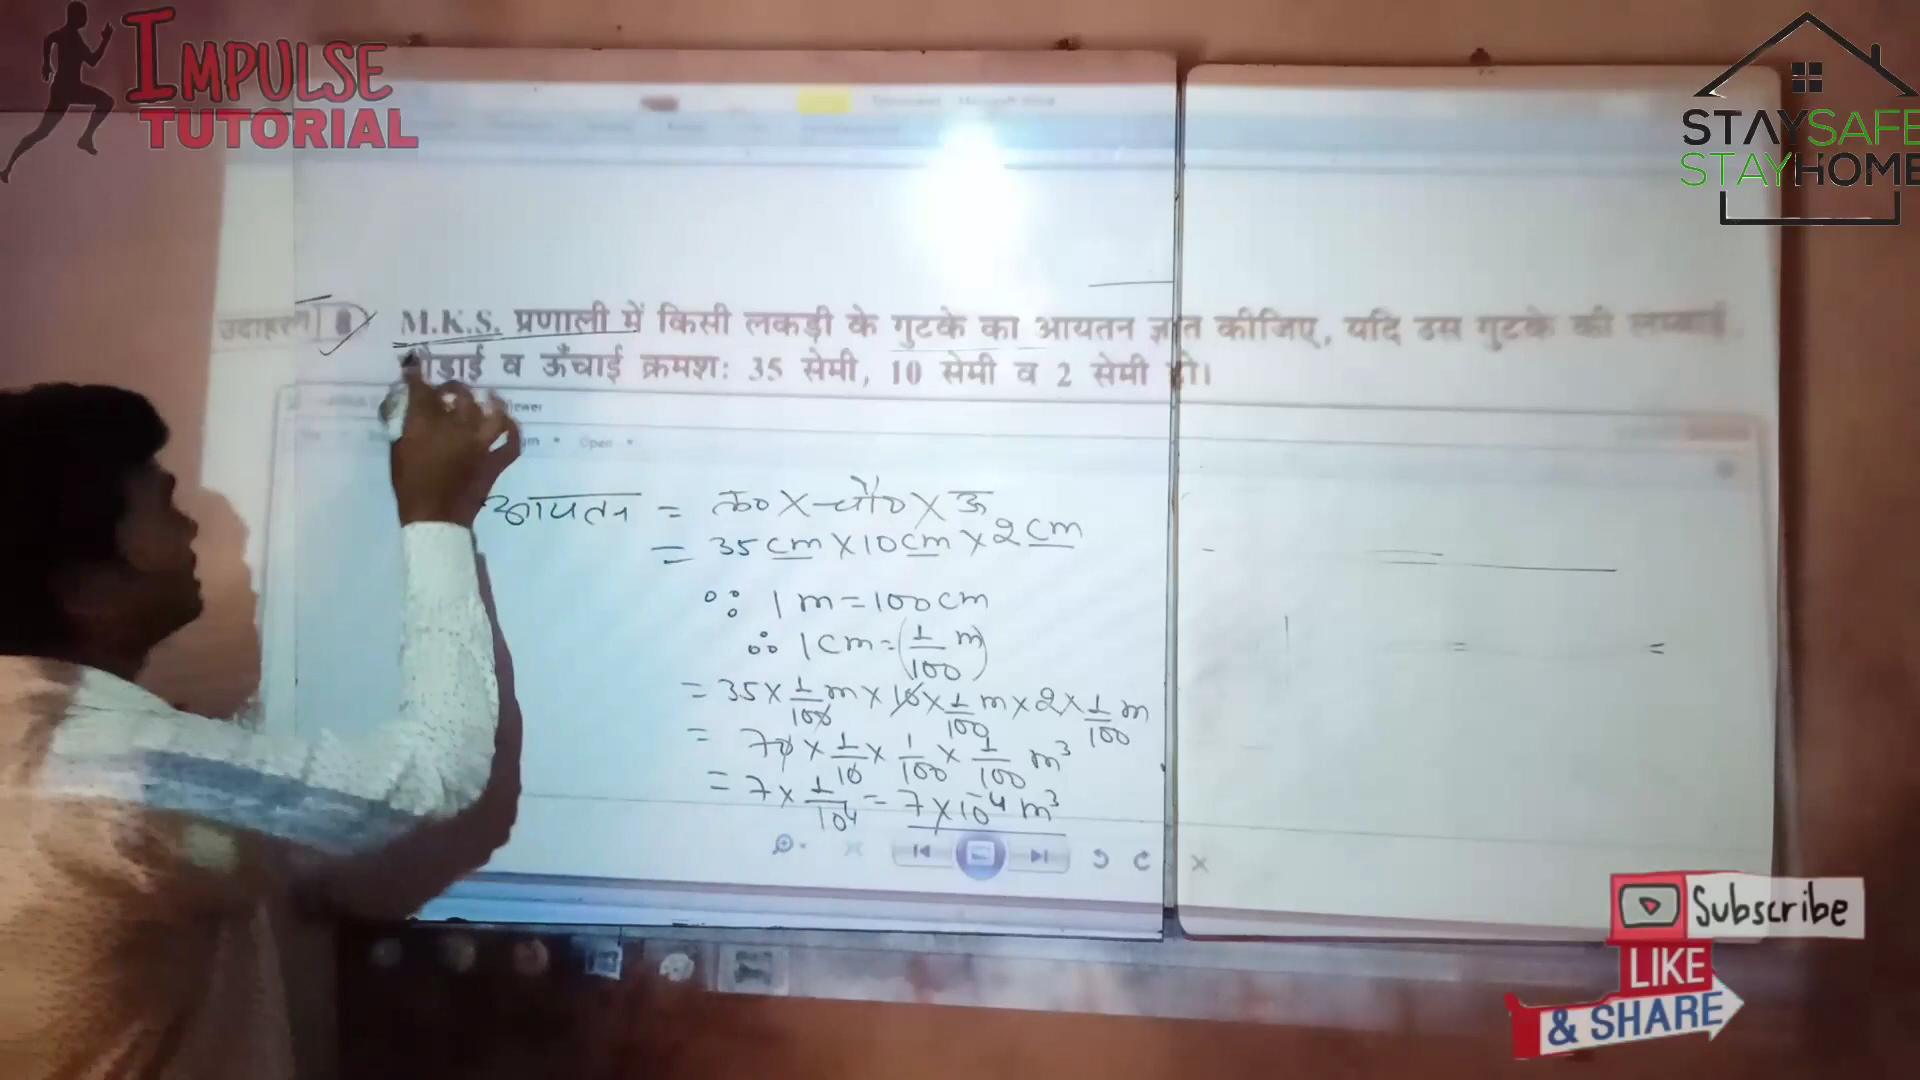 IMPULSE
TUTORIAL
STAYSAFE
STAYHOME
उदाहरण 8 M.K.S. प्रणाली में किसी लकड़ी के गुटके का आयतन ज्ञात कीजिए, यदि उस गुटके की लम्बाई
चौड़ाई व ऊँचाई क्रमश: 35 सेमी, 10 सेमी व 2 सेमी हो।
Open
आयतन = ल० × चौ० × ऊ
= 35 cm × 10 cm × 2 cm
∵ 1 m = 100 cm
∴ 1 cm = (1/100 m)
= 35 × 1/100 m × 10 × 1/100 m × 2 × 1/100 m
= 70 × 1/10 × 1/100 × 1/100 m³
= 7 × 1/10⁴ = 7 × 10⁻⁴ m³
Subscribe
LIKE
& SHARE